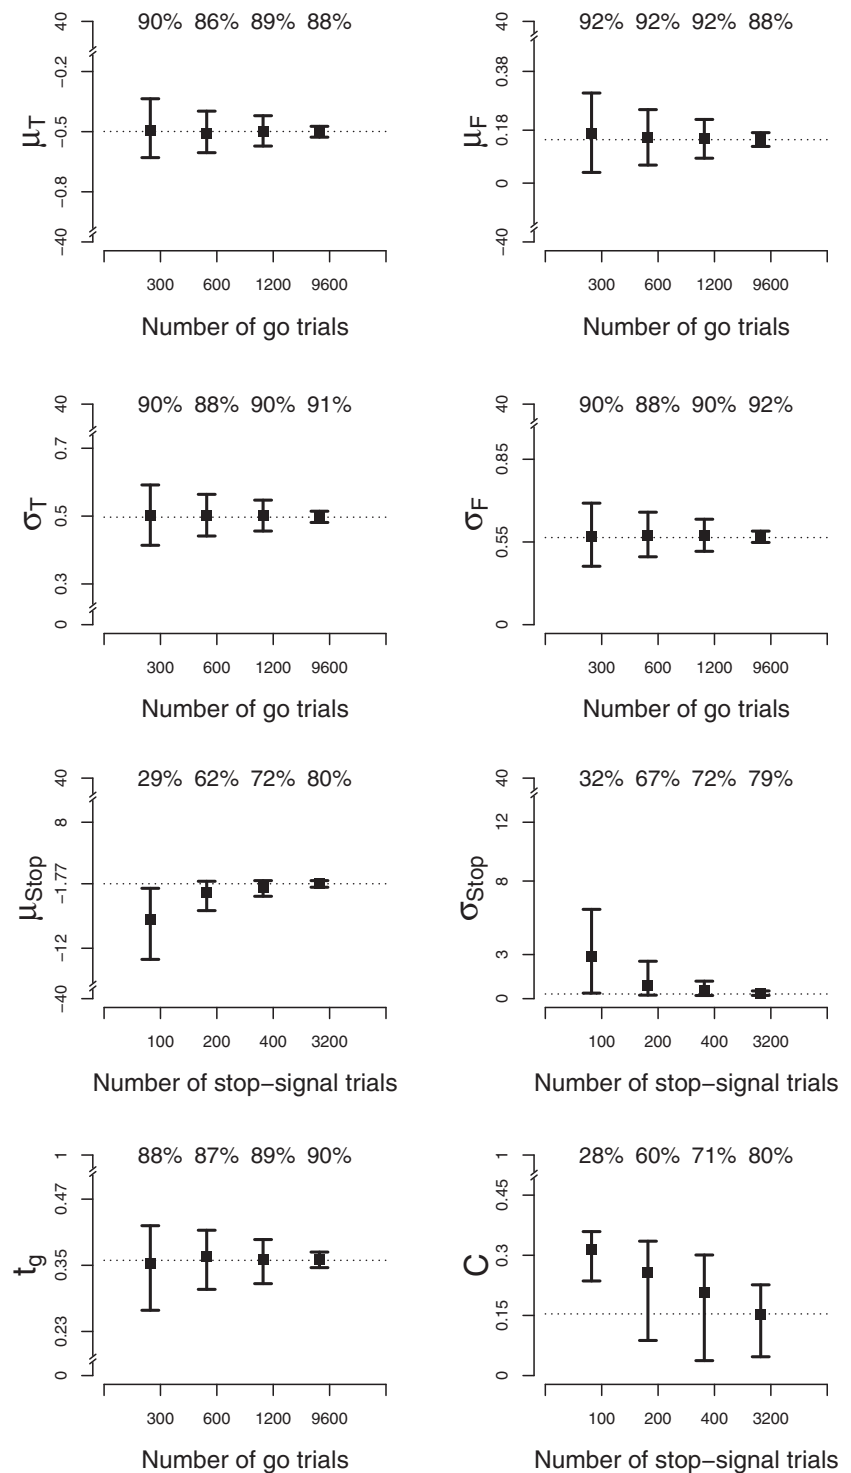 90% 86% 89% 88%
40
−0.2
−0.5
−0.8
−40
μT
300 600 1200 9600
Number of go trials
92% 92% 92% 88%
40
0.38
0.18
0
−40
μF
300 600 1200 9600
Number of go trials
90% 88% 90% 91%
40
0.7
0.5
0.3
0
σT
300 600 1200 9600
Number of go trials
90% 88% 90% 92%
40
0.85
0.55
0
σF
300 600 1200 9600
Number of go trials
29% 62% 72% 80%
40
8
−1.77
−12
−40
μStop
100 200 400 3200
Number of stop−signal trials
32% 67% 72% 79%
40
12
8
3
0
σStop
100 200 400 3200
Number of stop−signal trials
88% 87% 89% 90%
1
0.47
0.35
0.23
0
tg
300 600 1200 9600
Number of go trials
28% 60% 71% 80%
1
0.45
0.3
0.15
0
C
100 200 400 3200
Number of stop−signal trials